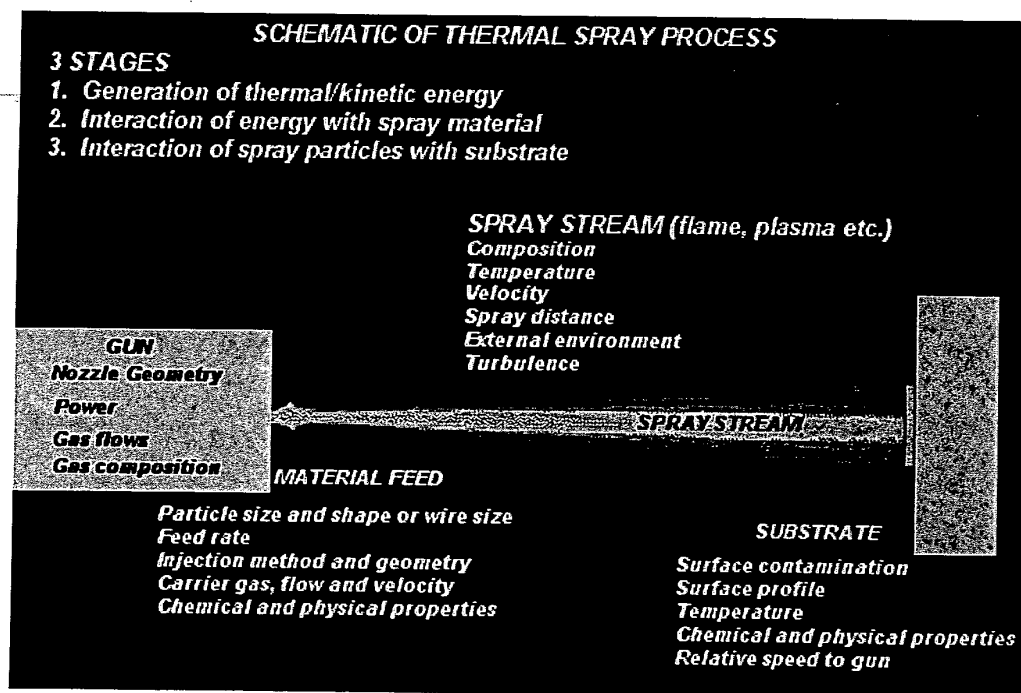 SCHEMATIC OF THERMAL SPRAY PROCESS
3 STAGES
1. Generation of thermal/kinetic energy
2. Interaction of energy with spray material
3. Interaction of spray particles with substrate
SPRAY STREAM (flame, plasma etc.)
Composition
Temperature
Velocity
Spray distance
External environment
Turbulence
GUN
Nozzle Geometry
Power
Gas flows
Gas composition
SPRAY STREAM
MATERIAL FEED
Particle size and shape or wire size
Feed rate
Injection method and geometry
Carrier gas, flow and velocity
Chemical and physical properties
SUBSTRATE
Surface contamination
Surface profile
Temperature
Chemical and physical properties
Relative speed to gun